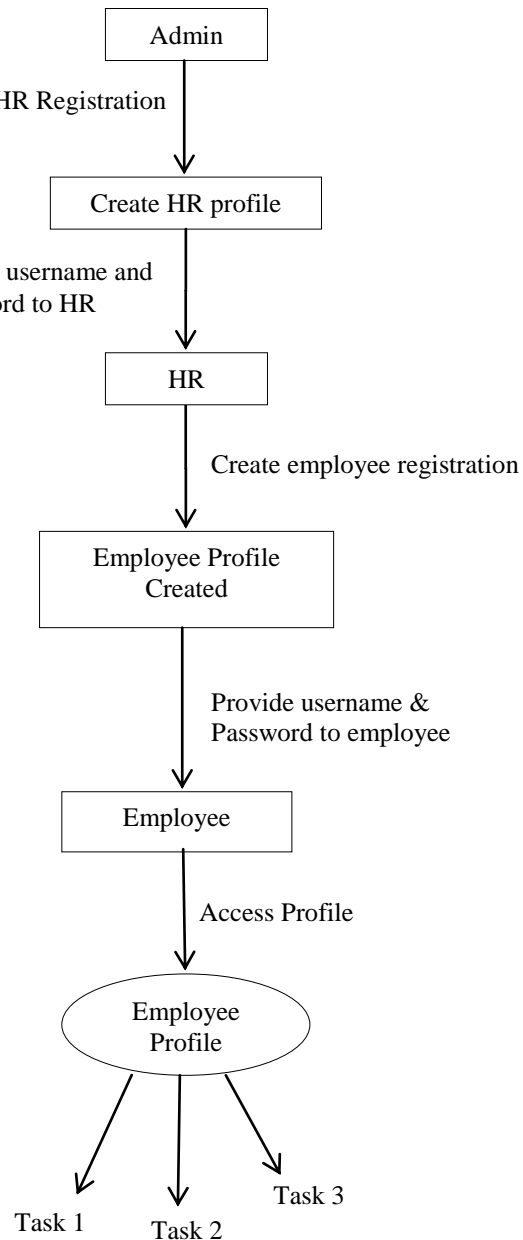 Admin
HR Registration
Create HR profile
username and
to HR
HR
Create employee registration
Employee Profile
Created
Provide username &
Password to employee
Employee
Access Profile
Employee
Profile
Task 3
Task 1
Task 2